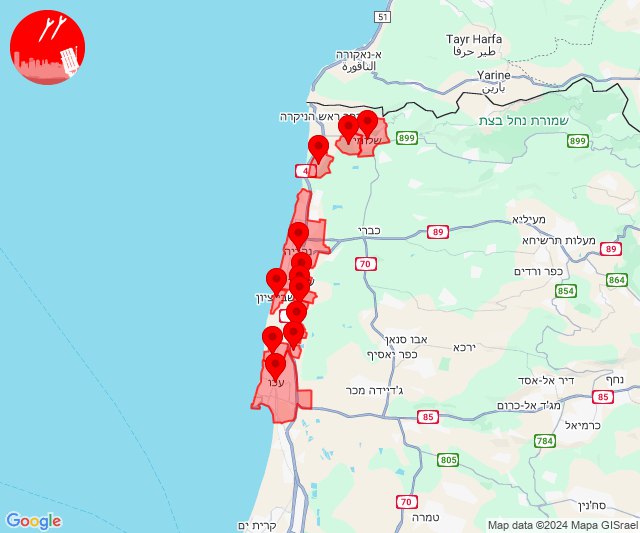 51
Tayr Harfa
طير حرفا
א-נאקורה
الناقورة
Yarine
يارين
ראש הניקרה
שמורת נחל בצת
899
899
שלומי
4
מעיליא
כברי
89
מעלות תרשיחא
89
נהריה
70
כפר ורדים
864
854
שבי ציון
אבו סנאן
ירכא
כפר יאסיף
נחף
דיר אל-אסד
עכו
ג'דיידה מכר
85
מג'ד אל-כרום
85
כרמיאל
784
805
סח'נין
70
טמרה
קרית ים
Google
Map data ©2024 Mapa GISrael